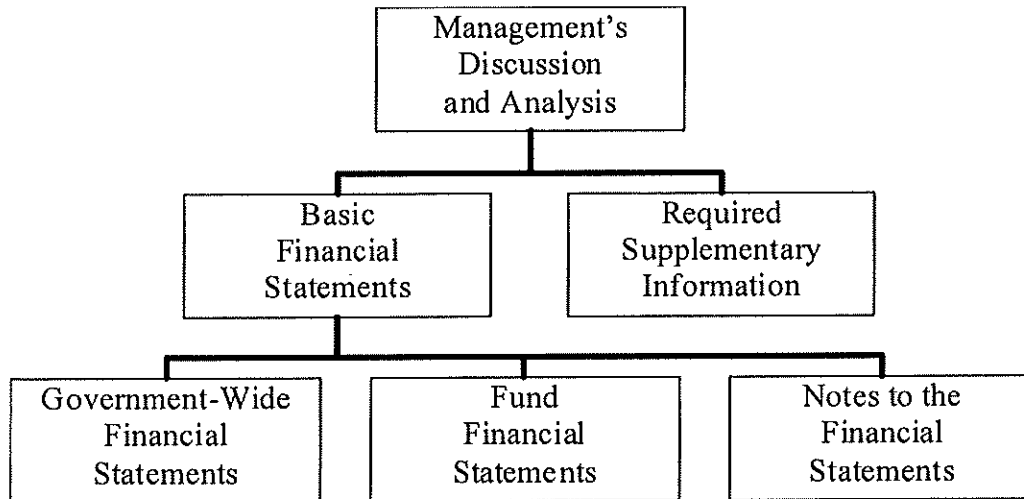 Management's
Discussion
and Analysis
Basic
Financial
Statements
Required
Supplementary
Information
Government-Wide
Financial
Statements
Fund
Financial
Statements
Notes to the
Financial
Statements